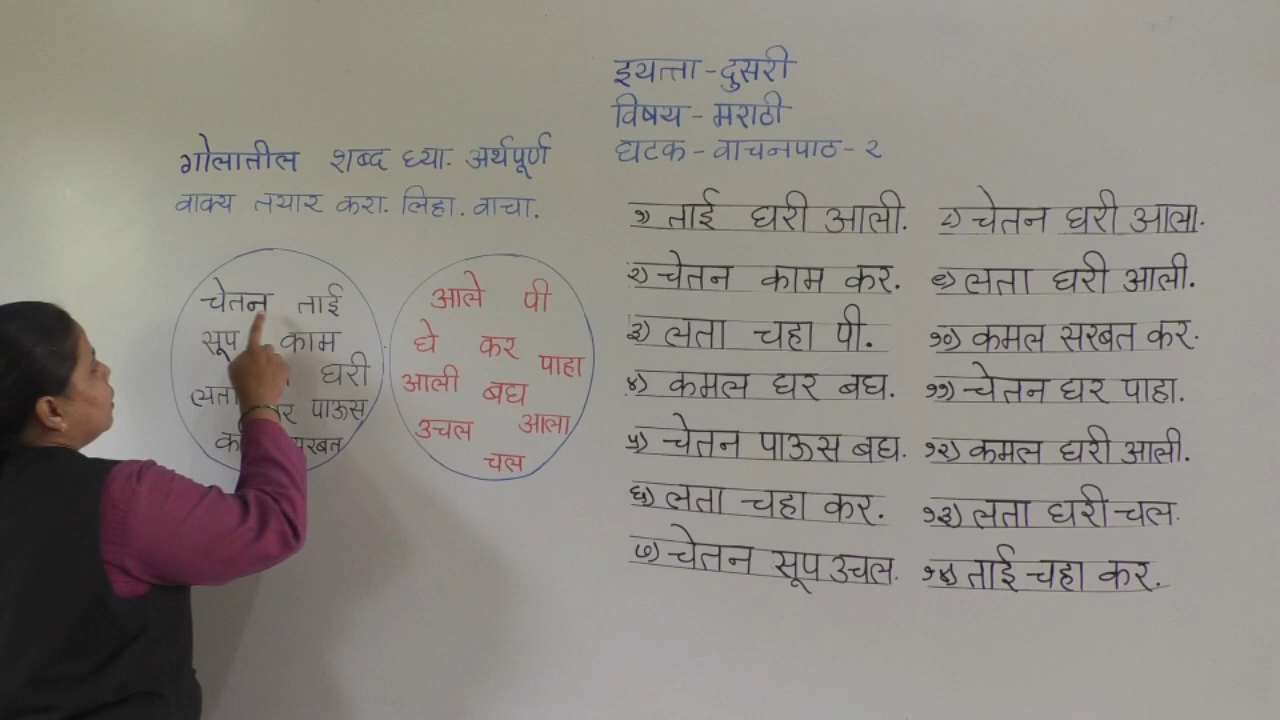 इयत्ता - दुसरी
विषय - मराठी
घटक - वाचनपाठ - २
गोलातील शब्द घ्या. अर्थपूर्ण
वाक्य तयार करा. लिहा. वाचा.
चेतन ताई
सूप काम
घरी
लता पाऊस
सरबत
आले पी
घे कर पाहा
आली बघ
उचल आला
चल
१) ताई घरी आली.
२) चेतन काम कर.
३) लता चहा पी.
४) कमल घर बघ.
५) चेतन पाऊस बघ.
६) लता चहा कर.
७) चेतन सूप उचल.
८) चेतन घरी आला.
९) लता घरी आली.
१०) कमल सरबत कर.
११) चेतन घर पाहा.
१२) कमल घरी आली.
१३) लता घरी चल.
१४) ताई चहा कर.